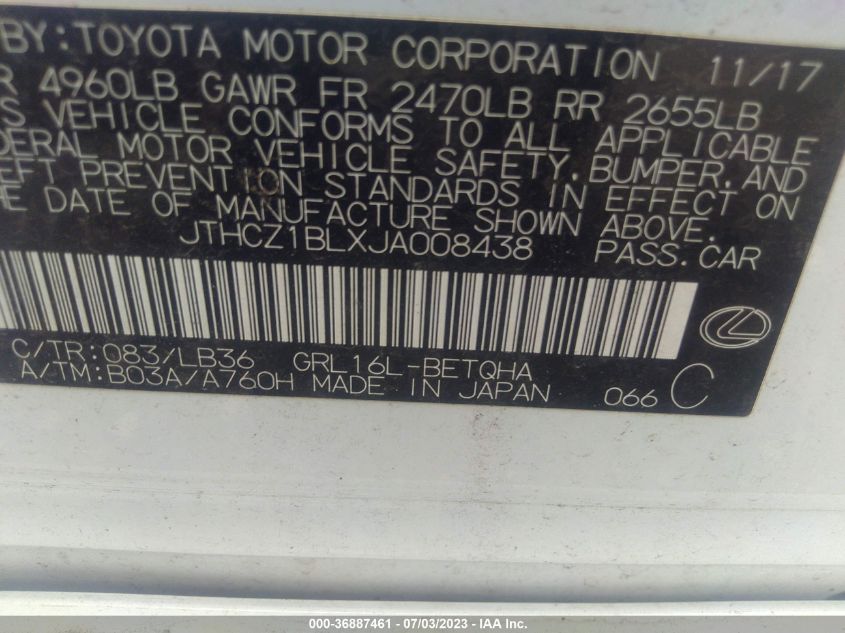 BY:TOYOTA MOTOR CORPORATION 11/17
R 4960LB GAWR FR 2470LB RR 2655LB
S VEHICLE CONFORMS TO ALL APPLICABLE
DERAL MOTOR VEHICLE SAFETY, BUMPER, AND
EFT PREVENTION STANDARDS IN EFFECT ON
HE DATE OF MANUFACTURE SHOWN ABOVE.
JTHCZ1BLXJA008438 PASS. CAR
C/TR:083/LB36 GRL16L-BETQHA
A/TM:B03A/A760H MADE IN JAPAN 066 C
000-36887461 - 07/03/2023 - IAA Inc.